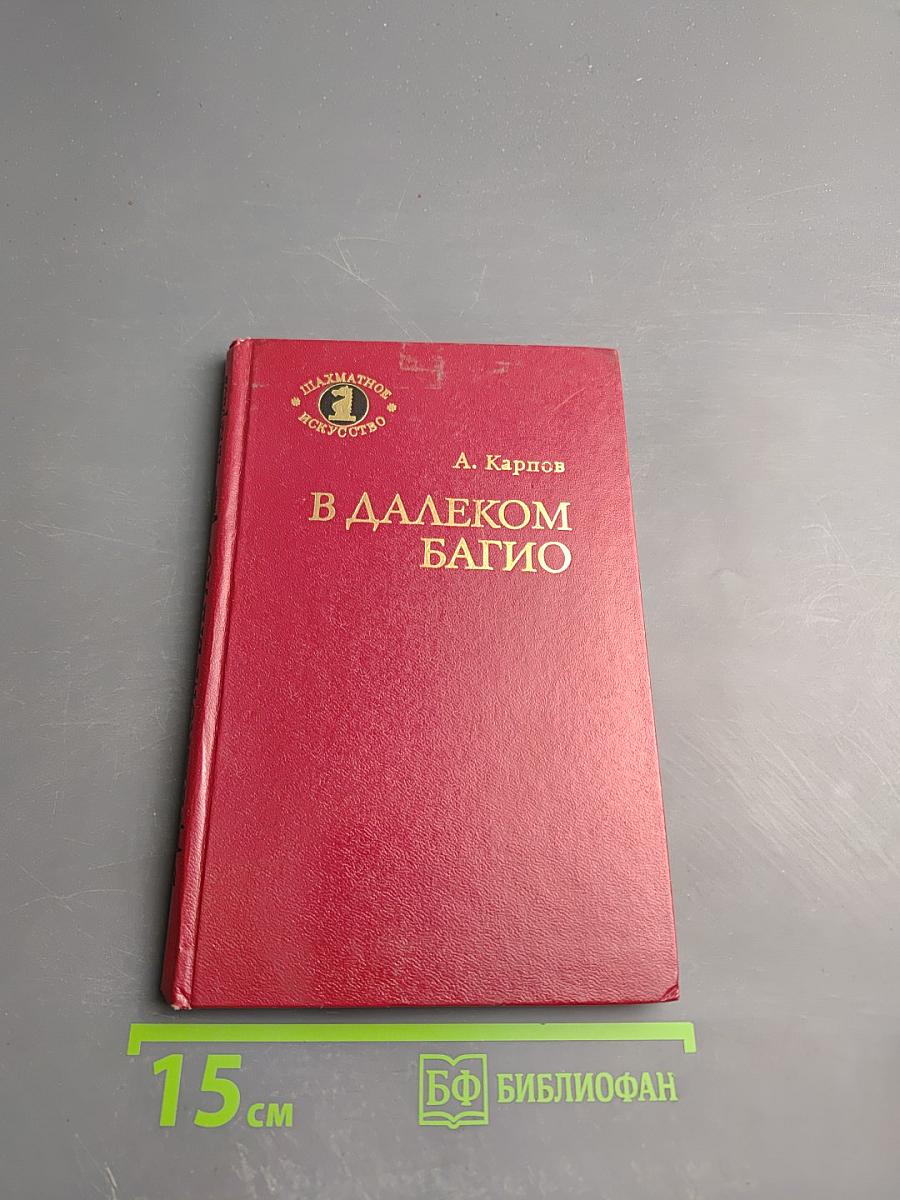 ШАХМАТНОЕ
ИСКУССТВО
А. Карпов
В ДАЛЕКОМ
БАГИО
15 см
БФ БИБЛИОФАН